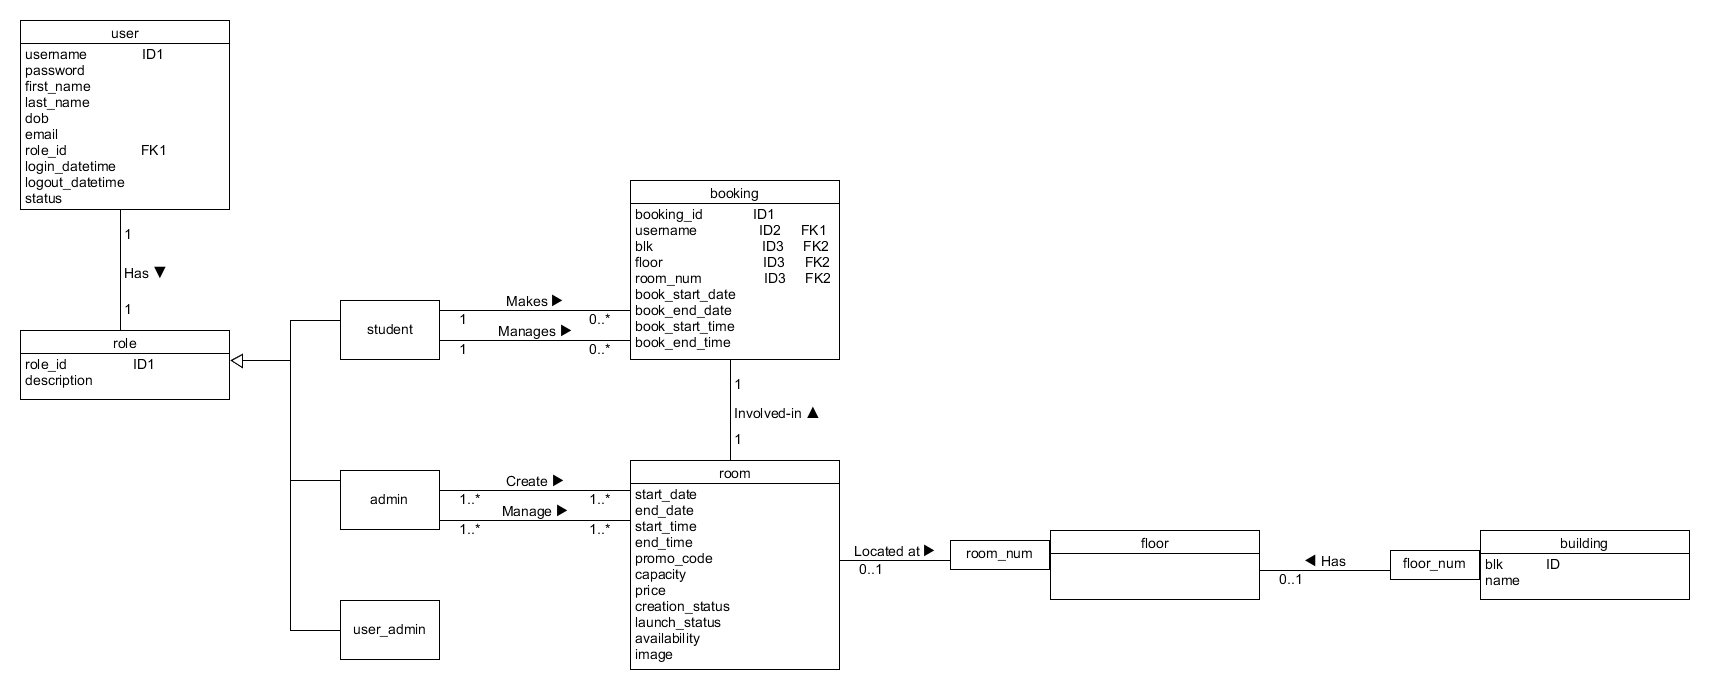 user
username ID1
password
first_name
last_name
dob
email
role_id FK1
login_datetime
logout_datetime
status
1
Has ▼
1
role
role_id ID1
description
student
1 Makes ▶ 0..*
1 Manages ▶ 0..*
booking
booking_id ID1
username ID2 FK1
blk ID3 FK2
floor ID3 FK2
room_num ID3 FK2
book_start_date
book_end_date
book_start_time
book_end_time
1
Involved-in ▲
1
admin
1..* Create ▶ 1..*
1..* Manage ▶ 1..*
user_admin
room
start_date
end_date
start_time
end_time
promo_code
capacity
price
creation_status
launch_status
availability
image
Located at ▶
0..1
room_num
floor
◀ Has
0..1
floor_num
building
blk ID
name